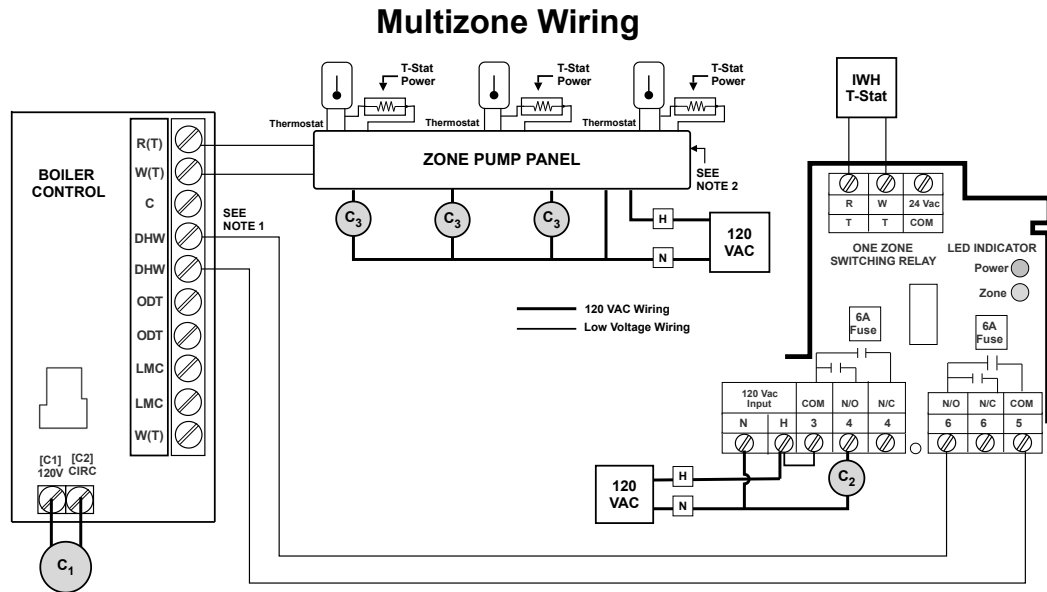 Multizone Wiring
BOILER CONTROL
R(T)
W(T)
C
DHW
DHW
ODT
ODT
LMC
LMC
W(T)
[C1] 120V
[C2] CIRC
C1
SEE NOTE 1
T-Stat Power
T-Stat Power
T-Stat Power
Thermostat
Thermostat
Thermostat
ZONE PUMP PANEL
SEE NOTE 2
C3
C3
C3
H
N
120 VAC
120 VAC Wiring
Low Voltage Wiring
IWH T-Stat
R W 24 Vac
T T COM
ONE ZONE SWITCHING RELAY
LED INDICATOR
Power
Zone
6A Fuse
6A Fuse
120 Vac Input COM N/O N/C
N H 3 4 4
N/O N/C COM
6 6 5
120 VAC
H
N
C2